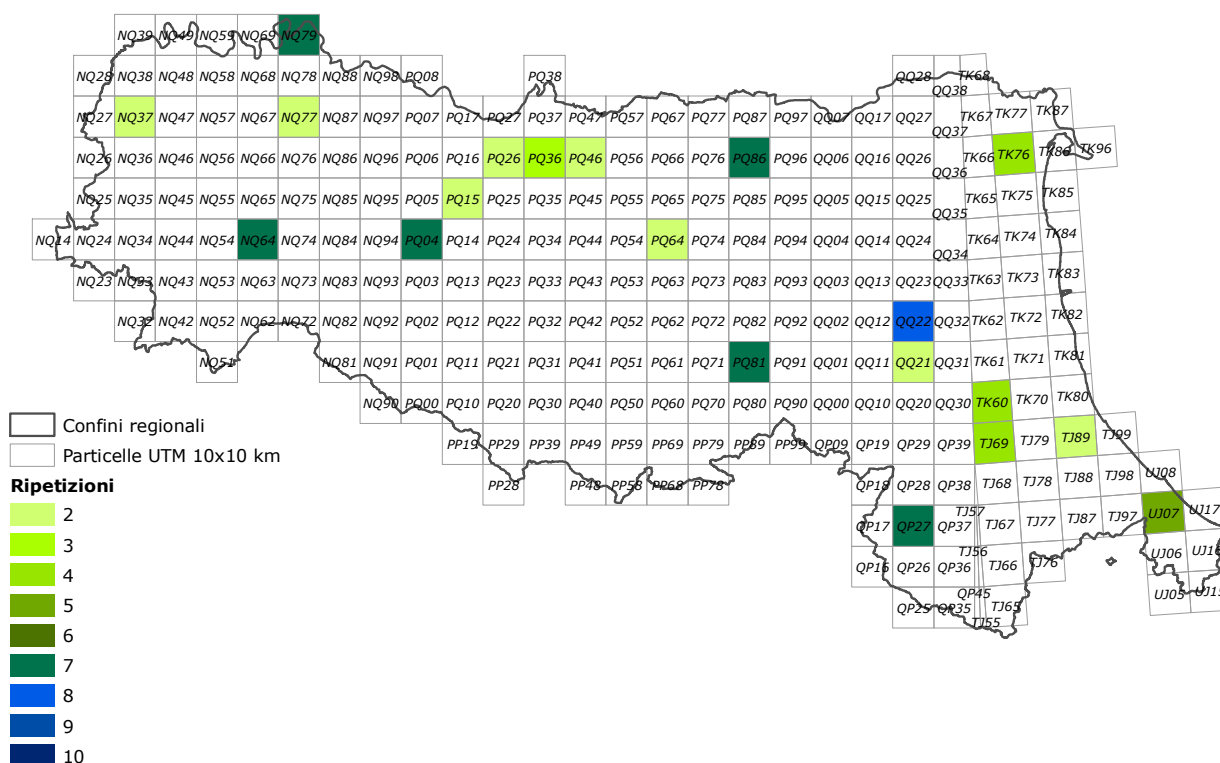 NQ39 NQ49 NQ59 NQ69 NQ79
NQ28 NQ38 NQ48 NQ58 NQ68 NQ78 NQ88 NQ98 PQ08 PQ38 QQ28 QQ38 TK68
NQ27 NQ37 NQ47 NQ57 NQ67 NQ77 NQ87 NQ97 PQ07 PQ17 PQ27 PQ37 PQ47 PQ57 PQ67 PQ77 PQ87 PQ97 QQ07 QQ17 QQ27 QQ37 TK67 TK77 TK87
NQ26 NQ36 NQ46 NQ56 NQ66 NQ76 NQ86 NQ96 PQ06 PQ16 PQ26 PQ36 PQ46 PQ56 PQ66 PQ76 PQ86 PQ96 QQ06 QQ16 QQ26 QQ36 TK66 TK76 TK86 TK96
NQ25 NQ35 NQ45 NQ55 NQ65 NQ75 NQ85 NQ95 PQ05 PQ15 PQ25 PQ35 PQ45 PQ55 PQ65 PQ75 PQ85 PQ95 QQ05 QQ15 QQ25 QQ35 TK65 TK75 TK85
NQ14 NQ24 NQ34 NQ44 NQ54 NQ64 NQ74 NQ84 NQ94 PQ04 PQ14 PQ24 PQ34 PQ44 PQ54 PQ64 PQ74 PQ84 PQ94 QQ04 QQ14 QQ24 QQ34 TK64 TK74 TK84
NQ23 NQ33 NQ43 NQ53 NQ63 NQ73 NQ83 NQ93 PQ03 PQ13 PQ23 PQ33 PQ43 PQ53 PQ63 PQ73 PQ83 PQ93 QQ03 QQ13 QQ23 QQ33 TK63 TK73 TK83
NQ32 NQ42 NQ52 NQ62 NQ72 NQ82 NQ92 PQ02 PQ12 PQ22 PQ32 PQ42 PQ52 PQ62 PQ72 PQ82 PQ92 QQ02 QQ12 QQ22 QQ32 TK62 TK72 TK82
NQ51 NQ81 NQ91 PQ01 PQ11 PQ21 PQ31 PQ41 PQ51 PQ61 PQ71 PQ81 PQ91 QQ01 QQ11 QQ21 QQ31 TK61 TK71 TK81
NQ90 PQ00 PQ10 PQ20 PQ30 PQ40 PQ50 PQ60 PQ70 PQ80 PQ90 QQ00 QQ10 QQ20 QQ30 TK60 TK70 TK80
PP19 PP29 PP39 PP49 PP59 PP69 PP79 PP89 PP99 QP09 QP19 QP29 QP39 TJ69 TJ79 TJ89 TJ99
PP28 PP48 PP58 PP68 PP78 QP18 QP28 QP38 TJ68 TJ78 TJ88 TJ98 UJ08
QP17 QP27 QP37 TJ57 TJ67 TJ77 TJ87 TJ97 UJ07 UJ17
QP16 QP26 QP36 TJ56 TJ66 TJ76 UJ06 UJ16
QP25 QP35 QP45 TJ55 TJ65 UJ05 UJ15
Confini regionali
Particelle UTM 10x10 km
Ripetizioni
2
3
4
5
6
7
8
9
10